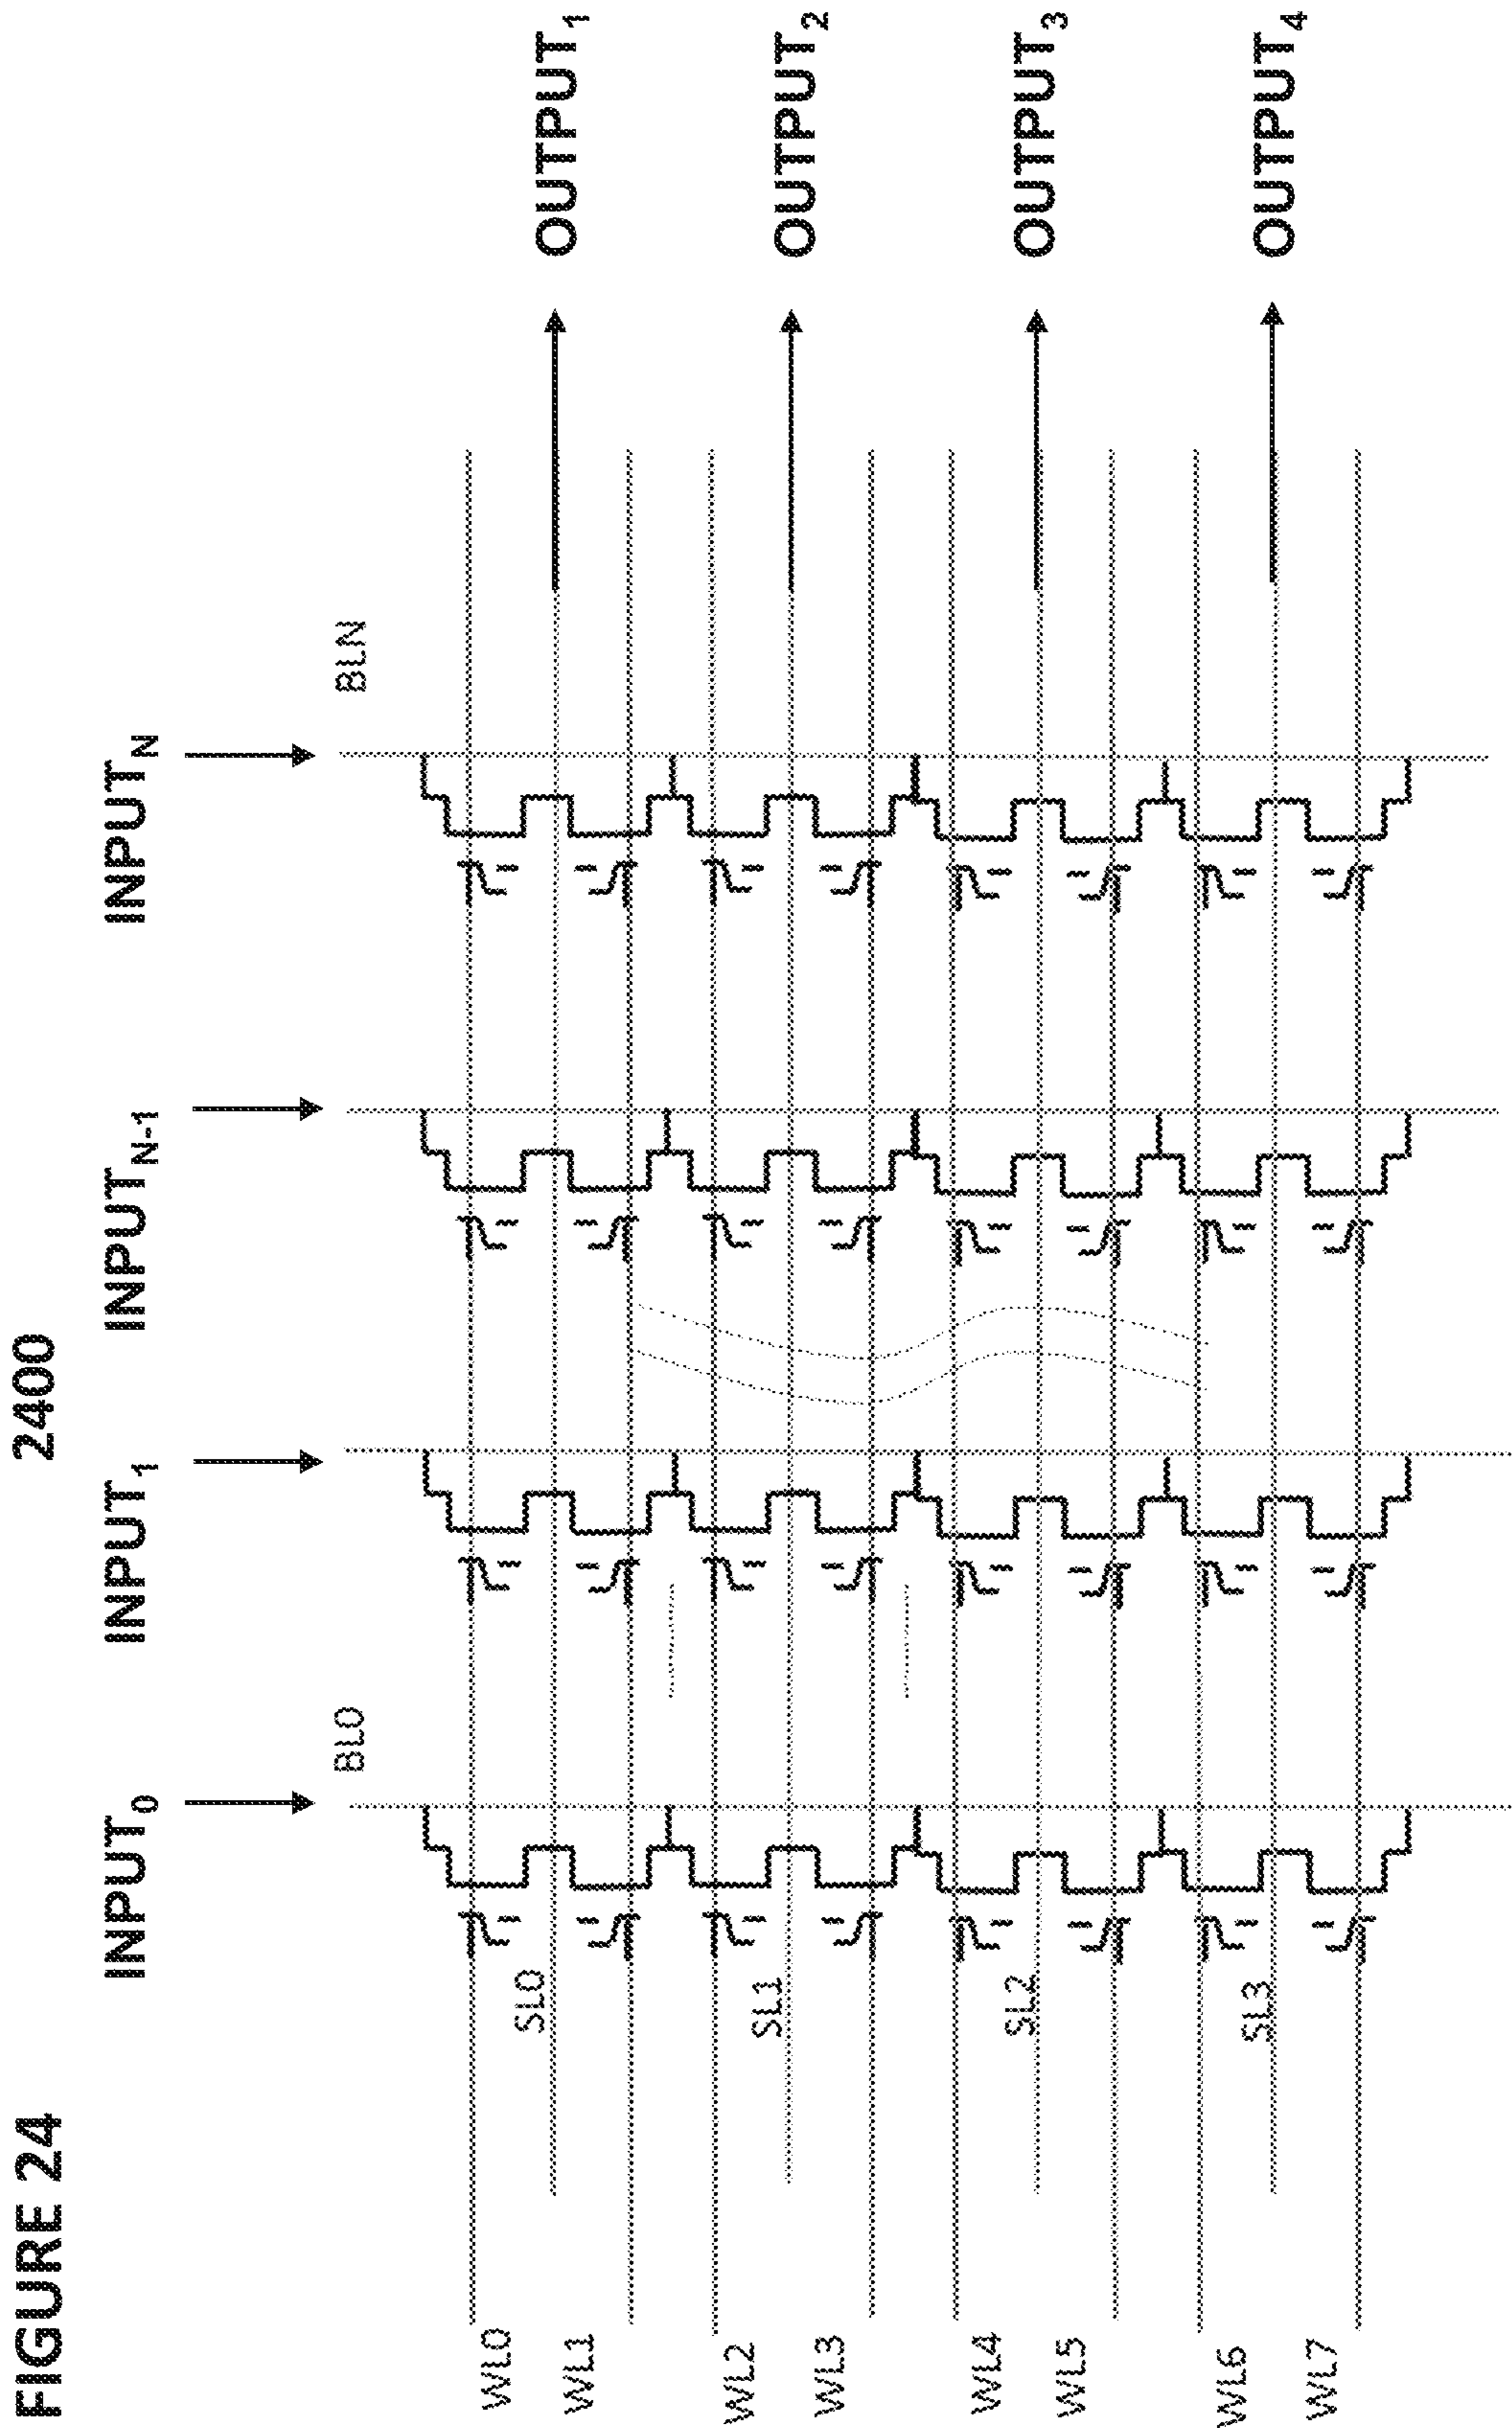 FIGURE 24
2400
INPUT0 INPUT1 INPUTN-1 INPUTN
BL0 BLN
WL0
SL0
OUTPUT1
WL1
WL2
SL1
OUTPUT2
WL3
WL4
SL2
OUTPUT3
WL5
WL6
SL3
OUTPUT4
WL7